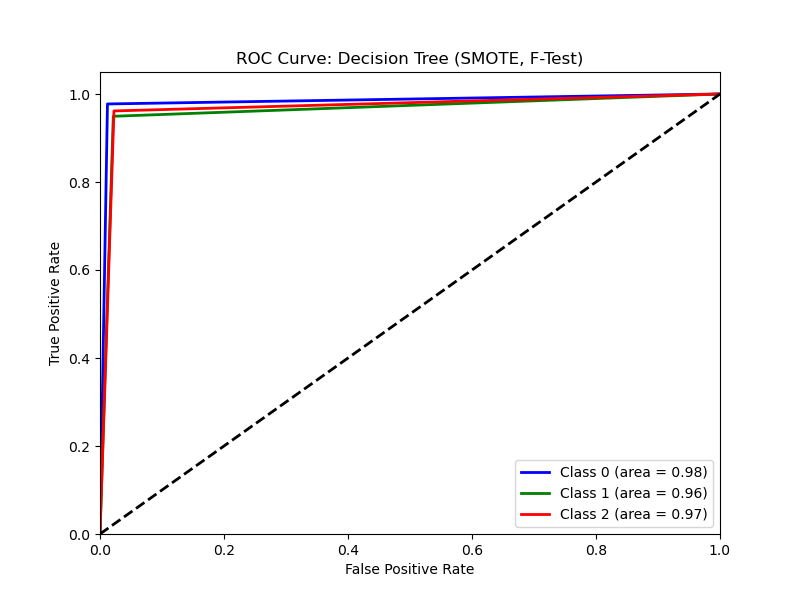 ROC Curve: Decision Tree (SMOTE, F-Test)
True Positive Rate
1.0
0.8
0.6
0.4
0.2
0.0
Class 0 (area = 0.98)
Class 1 (area = 0.96)
Class 2 (area = 0.97)
0.0 0.2 0.4 0.6 0.8 1.0
False Positive Rate